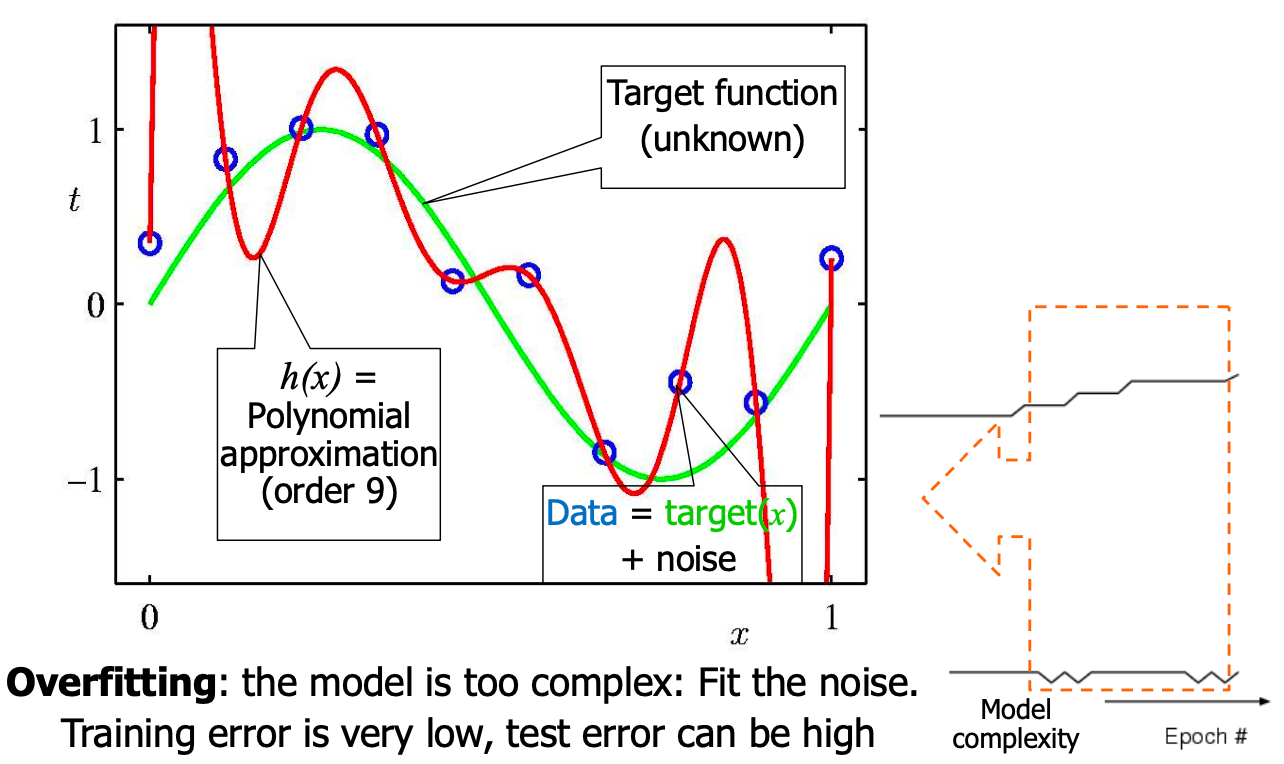 Target function
(unknown)
1
t
0
h(x) =
Polynomial
approximation
(order 9)
−1
Data = target(x)
+ noise
0
x
1
Overfitting: the model is too complex: Fit the noise.
Training error is very low, test error can be high
Model
complexity
Epoch #